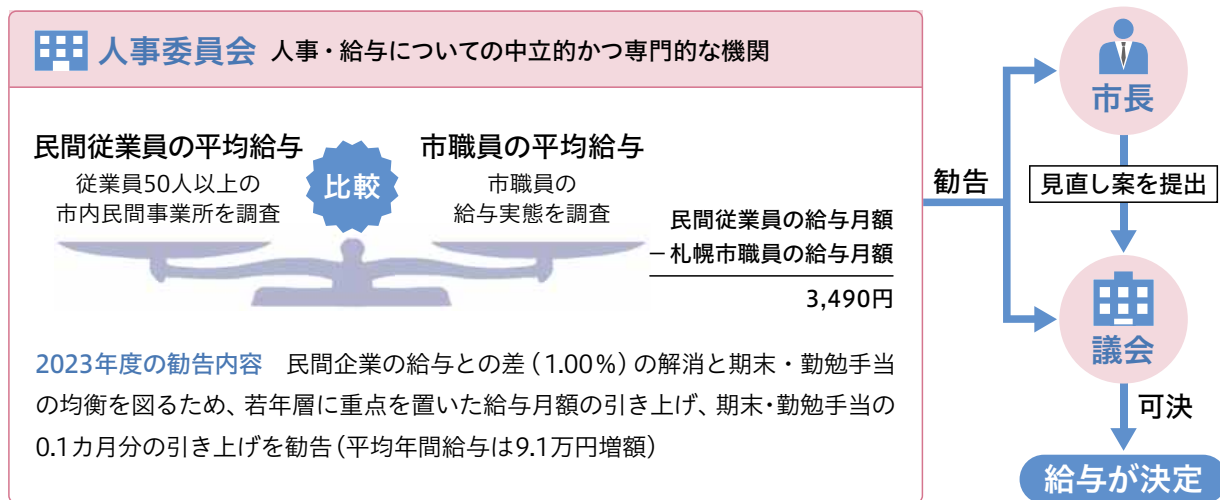 人事委員会 人事・給与についての中立的かつ専門的な機関
民間従業員の平均給与
従業員50人以上の
市内民間事業所を調査
比較
市職員の平均給与
市職員の
給与実態を調査
民間従業員の給与月額
－札幌市職員の給与月額
3,490円
2023年度の勧告内容　民間企業の給与との差（1.00％）の解消と期末・勤勉手当
の均衡を図るため、若年層に重点を置いた給与月額の引き上げ、期末・勤勉手当の
0.1カ月分の引き上げを勧告（平均年間給与は9.1万円増額）
勧告
市長
見直し案を提出
議会
可決
給与が決定